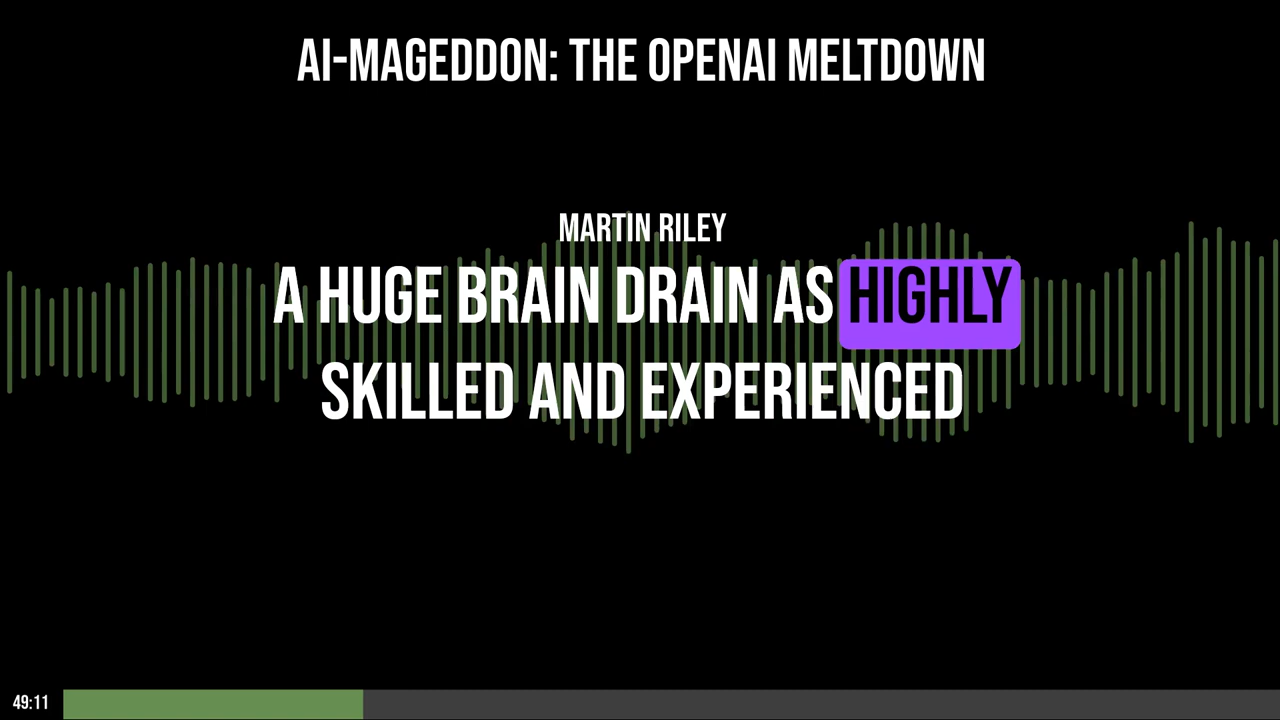 AI-MAGEDDON: THE OPENAI MELTDOWN
MARTIN RILEY
A HUGE BRAIN DRAIN AS HIGHLY
SKILLED AND EXPERIENCED
49:11